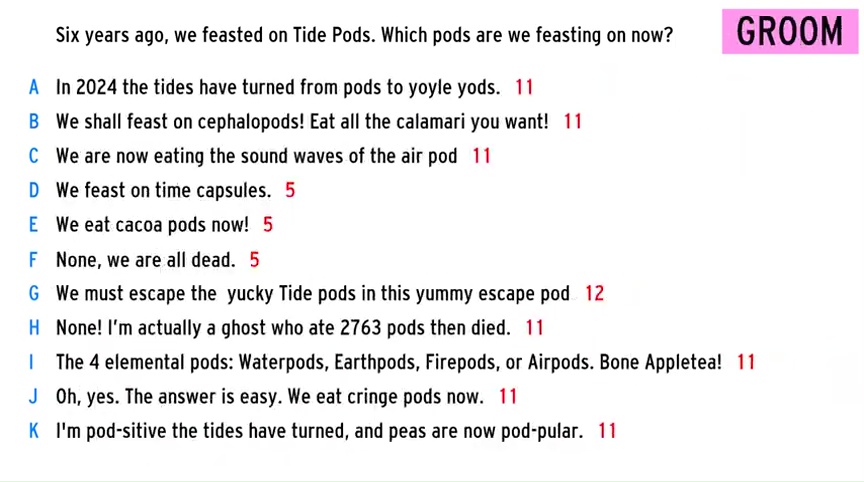 Six years ago, we feasted on Tide Pods. Which pods are we feasting on now?
GROOM
A In 2024 the tides have turned from pods to yoyle yods. 11
B We shall feast on cephalopods! Eat all the calamari you want! 11
C We are now eating the sound waves of the air pod 11
D We feast on time capsules. 5
E We eat cacoa pods now! 5
F None, we are all dead. 5
G We must escape the yucky Tide pods in this yummy escape pod 12
H None! I'm actually a ghost who ate 2763 pods then died. 11
I The 4 elemental pods: Waterpods, Earthpods, Firepods, or Airpods. Bone Appletea! 11
J Oh, yes. The answer is easy. We eat cringe pods now. 11
K I'm pod-sitive the tides have turned, and peas are now pod-pular. 11